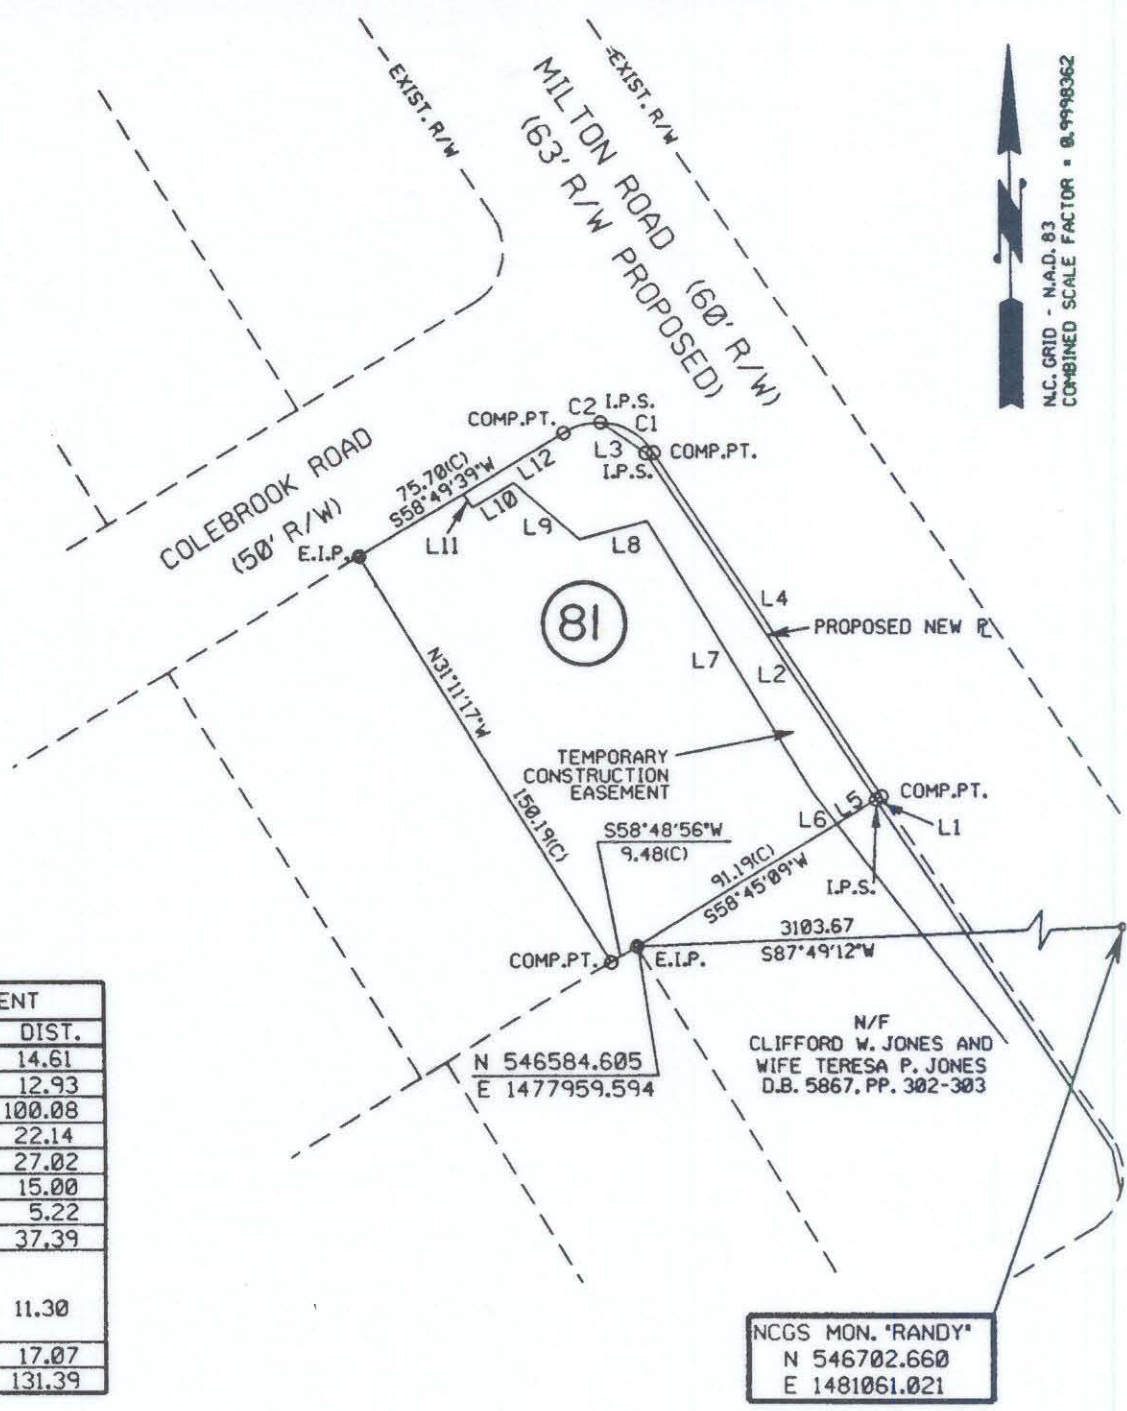 EXIST. R/W
EXIST. R/W
MILTON ROAD (60' R/W)
(63' R/W PROPOSED)
N.C. GRID - N.A.D. 83
COMBINED SCALE FACTOR = 0.9998362
COLEBROOK ROAD
(50' R/W)
COMP.PT.
C2
I.P.S.
C1
L3
I.P.S.
COMP.PT.
75.70(C)
S58°49'39"W
L12
L10
L11
L9
L8
E.I.P.
81
L4
PROPOSED NEW PL
L7
L2
N31°11'17"W
150.19(C)
TEMPORARY
CONSTRUCTION
EASEMENT
L5
COMP.PT.
L6
L1
S58°48'56"W
9.48(C)
91.19(C)
S58°45'09"W
I.P.S.
3103.67
S87°49'12"W
COMP.PT.
E.I.P.
N/F
CLIFFORD W. JONES AND
WIFE TERESA P. JONES
D.B. 5867, PP. 302-303
N 546584.605
E 1477959.594
ENT
DIST.
14.61
12.93
100.08
22.14
27.02
15.00
5.22
37.39
11.30
17.07
131.39
NCGS MON. "RANDY"
N 546702.660
E 1481061.021